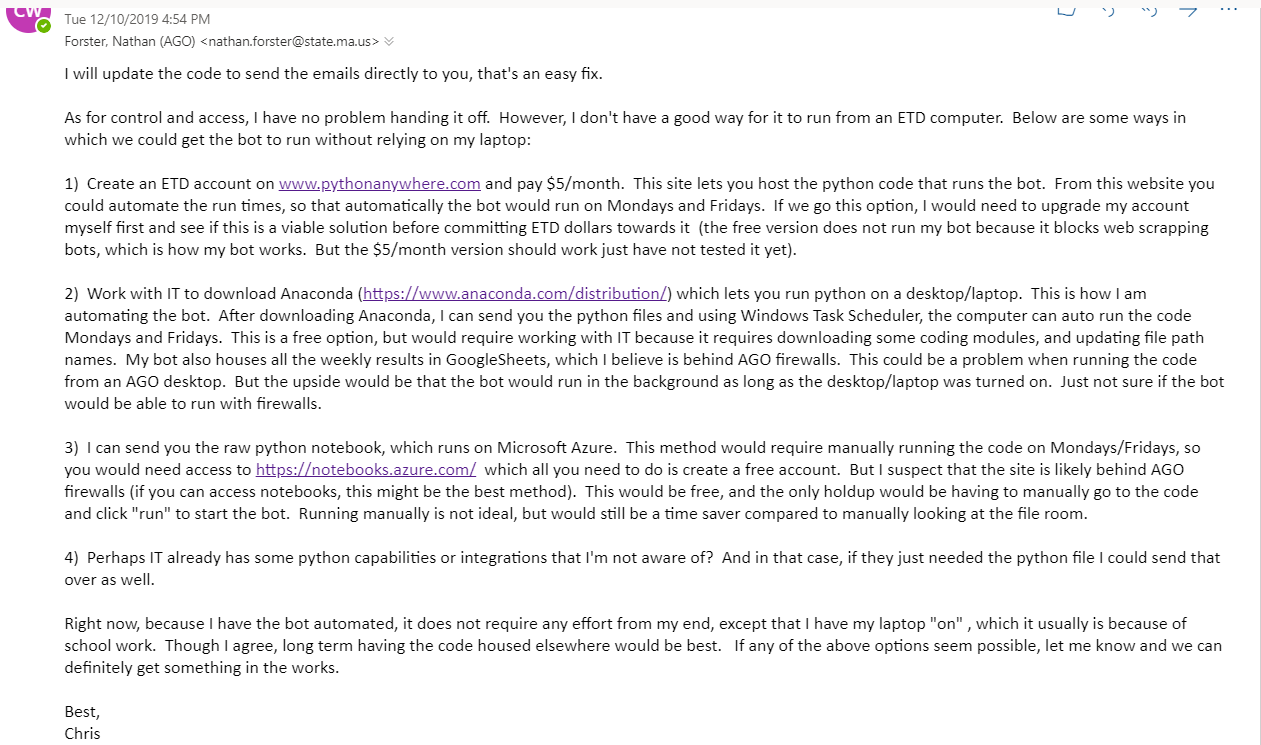 CW
Tue 12/10/2019 4:54 PM
Forster, Nathan (AGO) <nathan.forster@state.ma.us>
I will update the code to send the emails directly to you, that's an easy fix.
As for control and access, I have no problem handing it off.  However, I don't have a good way for it to run from an ETD computer.  Below are some ways in
which we could get the bot to run without relying on my laptop:
1)  Create an ETD account on www.pythonanywhere.com and pay $5/month.  This site lets you host the python code that runs the bot.  From this website you
could automate the run times, so that automatically the bot would run on Mondays and Fridays.  If we go this option, I would need to upgrade my account
myself first and see if this is a viable solution before committing ETD dollars towards it  (the free version does not run my bot because it blocks web scrapping
bots, which is how my bot works.  But the $5/month version should work just have not tested it yet).
2)  Work with IT to download Anaconda (https://www.anaconda.com/distribution/) which lets you run python on a desktop/laptop.  This is how I am
automating the bot.  After downloading Anaconda, I can send you the python files and using Windows Task Scheduler, the computer can auto run the code
Mondays and Fridays.  This is a free option, but would require working with IT because it requires downloading some coding modules, and updating file path
names.  My bot also houses all the weekly results in GoogleSheets, which I believe is behind AGO firewalls.  This could be a problem when running the code
from an AGO desktop.  But the upside would be that the bot would run in the background as long as the desktop/laptop was turned on.  Just not sure if the bot
would be able to run with firewalls.
3)  I can send you the raw python notebook, which runs on Microsoft Azure.  This method would require manually running the code on Mondays/Fridays, so
you would need access to https://notebooks.azure.com/  which all you need to do is create a free account.  But I suspect that the site is likely behind AGO
firewalls (if you can access notebooks, this might be the best method).  This would be free, and the only holdup would be having to manually go to the code
and click "run" to start the bot.  Running manually is not ideal, but would still be a time saver compared to manually looking at the file room.
4)  Perhaps IT already has some python capabilities or integrations that I'm not aware of?  And in that case, if they just needed the python file I could send that
over as well.
Right now, because I have the bot automated, it does not require any effort from my end, except that I have my laptop "on" , which it usually is because of
school work.  Though I agree, long term having the code housed elsewhere would be best.   If any of the above options seem possible, let me know and we can
definitely get something in the works.
Best,
Chris